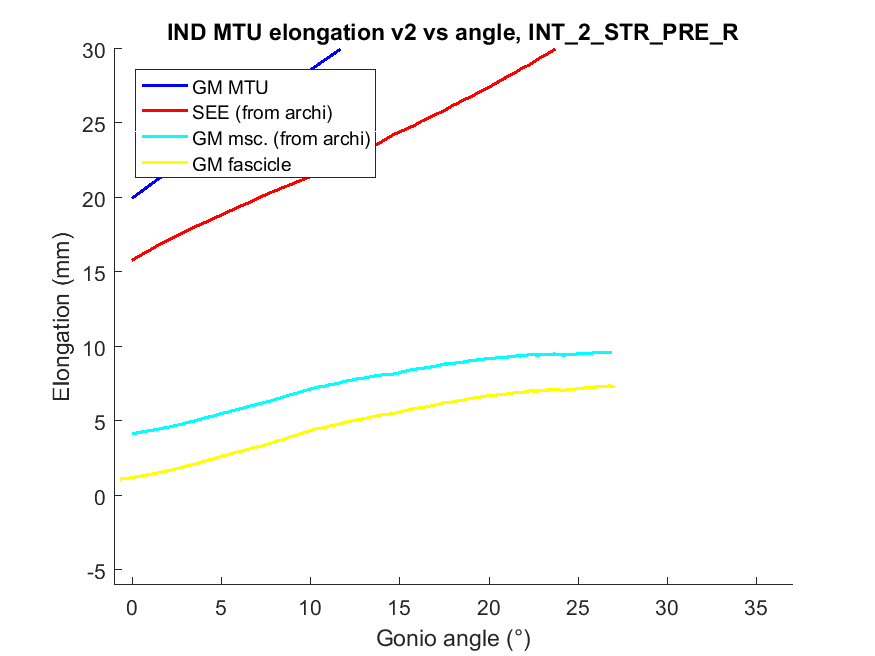 IND MTU elongation v2 vs angle, INT_2_STR_PRE_R
30
25
20
15
10
5
0
-5
Elongation (mm)
GM MTU
SEE (from archi)
GM msc. (from archi)
GM fascicle
0 5 10 15 20 25 30 35
Gonio angle (°)